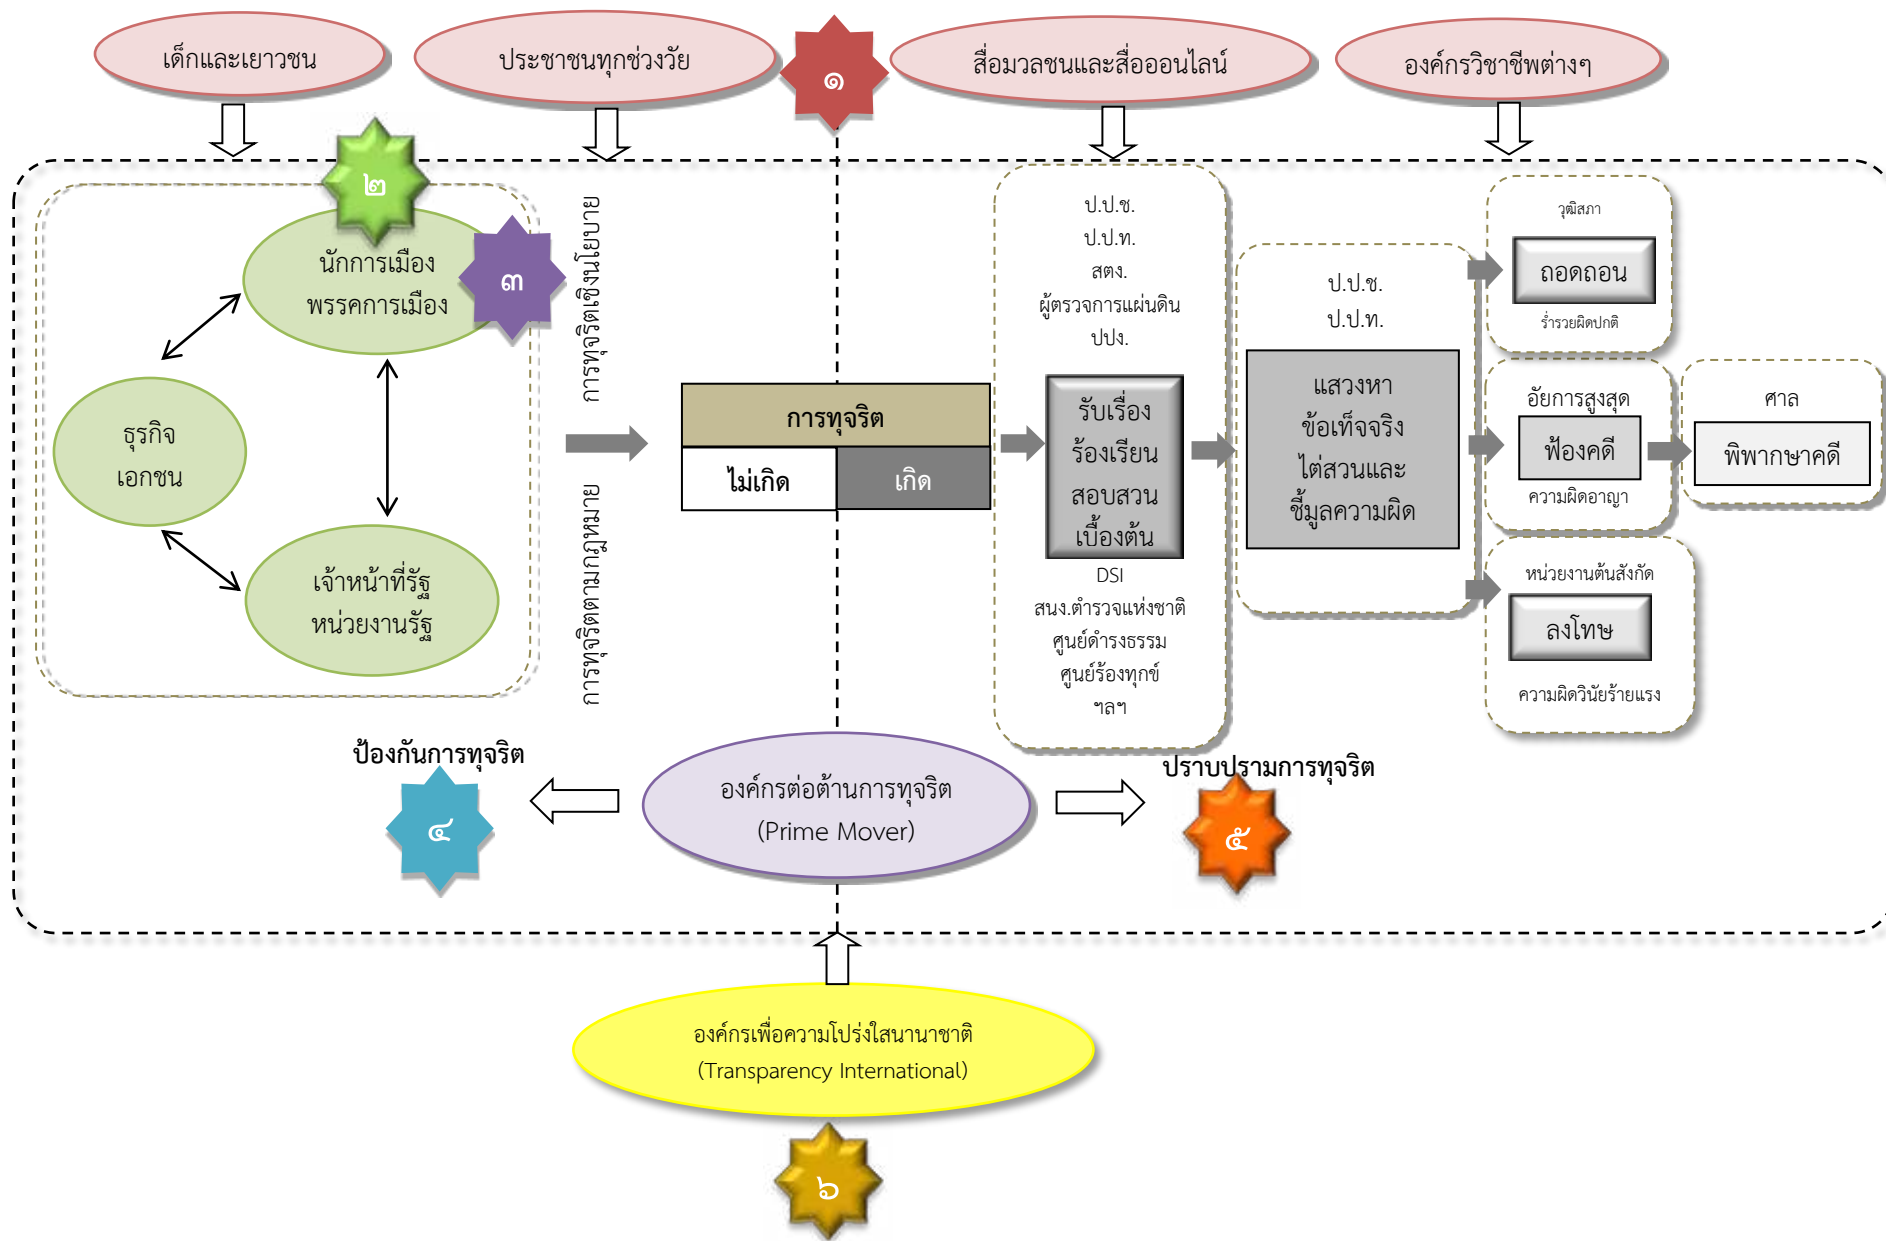 เด็กและเยาวชน
ประชาชนทุกช่วงวัย
๑
สื่อมวลชนและสื่อออนไลน์
องค์กรวิชาชีพต่างๆ
๒
นักการเมือง
พรรคการเมือง
๓
ธุรกิจ
เอกชน
เจ้าหน้าที่รัฐ
หน่วยงานรัฐ
การทุจริตเชิงนโยบาย
การทุจริตตามกฎหมาย
การทุจริต
ไม่เกิด
เกิด
ป.ป.ช.
ป.ป.ท.
สตง.
ผู้ตรวจการแผ่นดิน
ปปง.
รับเรื่อง
ร้องเรียน
สอบสวน
เบื้องต้น
DSI
สนง.ตำรวจแห่งชาติ
ศูนย์ดำรงธรรม
ศูนย์ร้องทุกข์
ฯลฯ
ป.ป.ช.
ป.ป.ท.
แสวงหา
ข้อเท็จจริง
ไต่สวนและ
ชี้มูลความผิด
วุฒิสภา
ถอดถอน
ร่ำรวยผิดปกติ
อัยการสูงสุด
ฟ้องคดี
ความผิดอาญา
ศาล
พิพากษาคดี
หน่วยงานต้นสังกัด
ลงโทษ
ความผิดวินัยร้ายแรง
ป้องกันการทุจริต
๔
องค์กรต่อต้านการทุจริต
(Prime Mover)
ปราบปรามการทุจริต
๕
องค์กรเพื่อความโปร่งใสนานาชาติ
(Transparency International)
๖